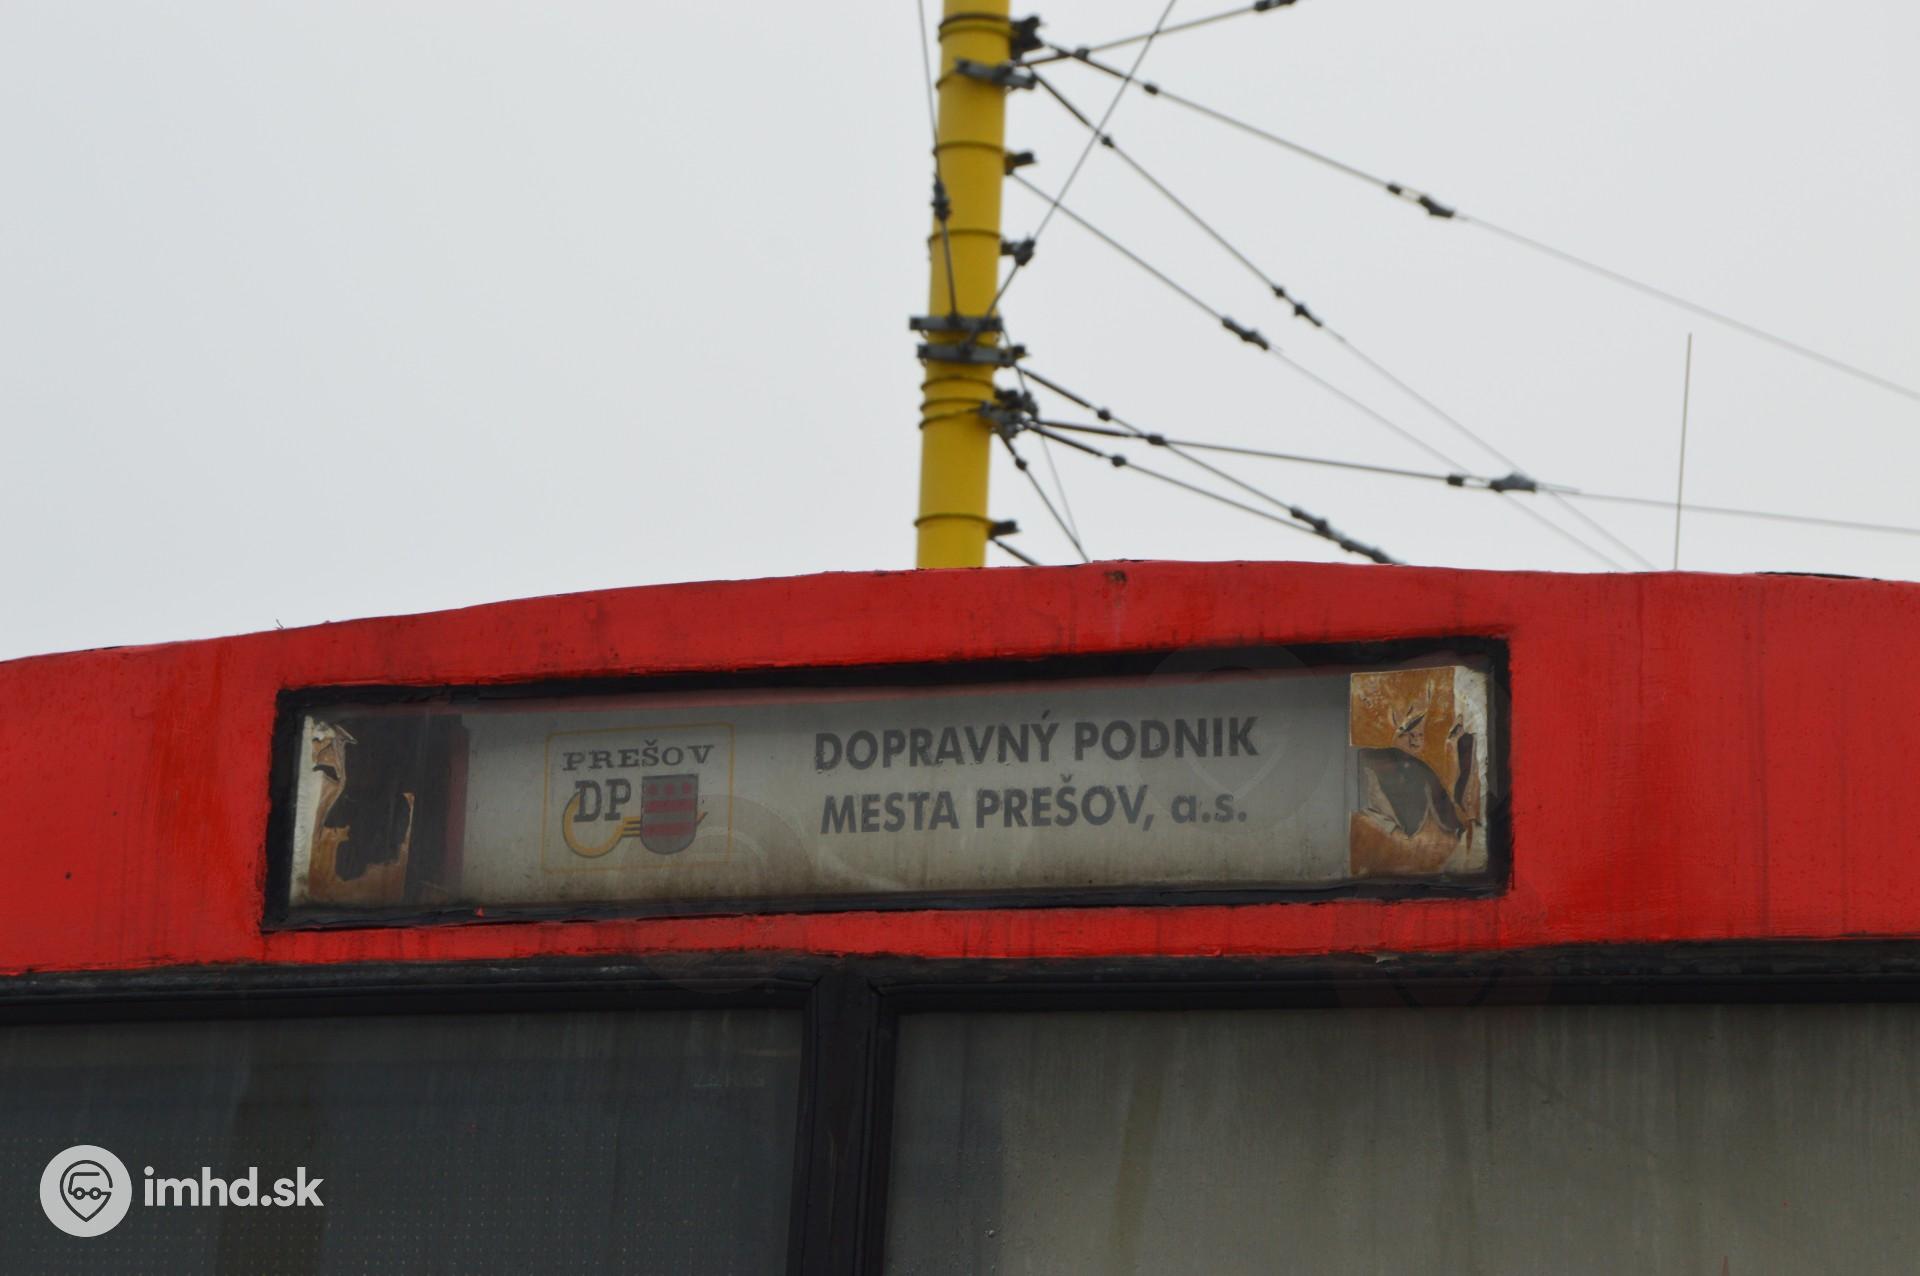 PREŠOV
DP
DOPRAVNÝ PODNIK
MESTA PREŠOV, a.s.
imhd.sk